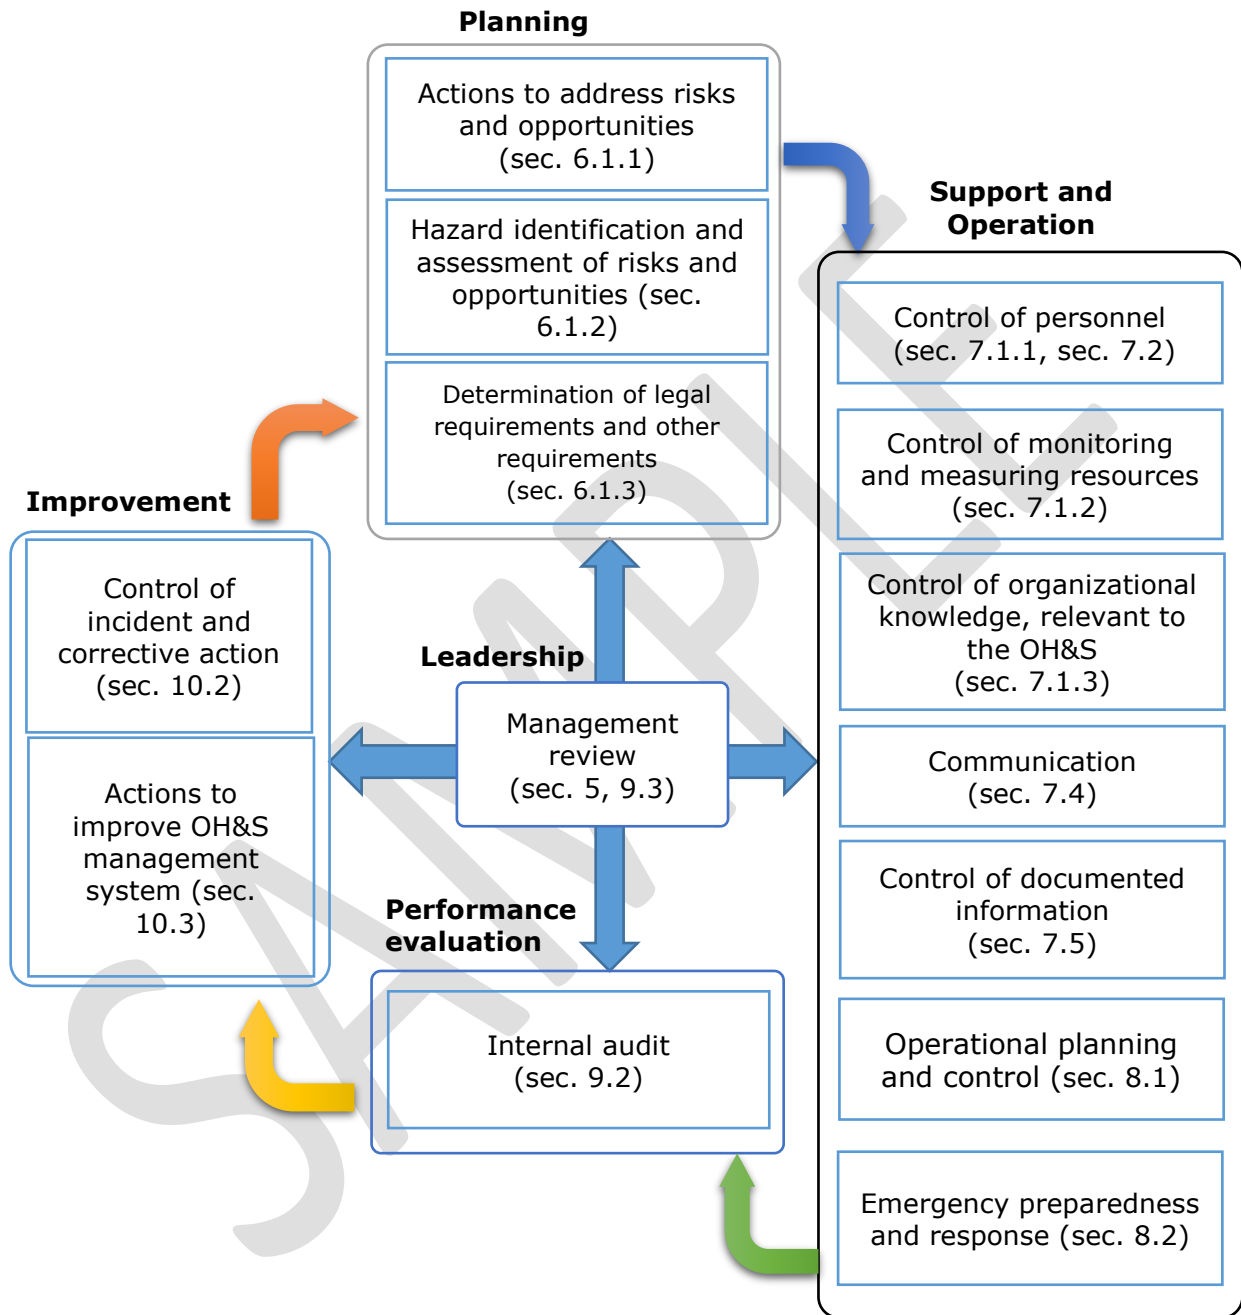 Planning
Actions to address risks
and opportunities
(sec. 6.1.1)
Hazard identification and
assessment of risks and
opportunities (sec.
6.1.2)
Determination of legal
requirements and other
requirements
(sec. 6.1.3)
Support and
Operation
Control of personnel
(sec. 7.1.1, sec. 7.2)
Control of monitoring
and measuring resources
(sec. 7.1.2)
Control of organizational
knowledge, relevant to
the OH&S
(sec. 7.1.3)
Communication
(sec. 7.4)
Control of documented
information
(sec. 7.5)
Operational planning
and control (sec. 8.1)
Emergency preparedness
and response (sec. 8.2)
Improvement
Control of
incident and
corrective action
(sec. 10.2)
Actions to
improve OH&S
management
system (sec.
10.3)
Leadership
Management
review
(sec. 5, 9.3)
Performance
evaluation
Internal audit
(sec. 9.2)
SAMPLE